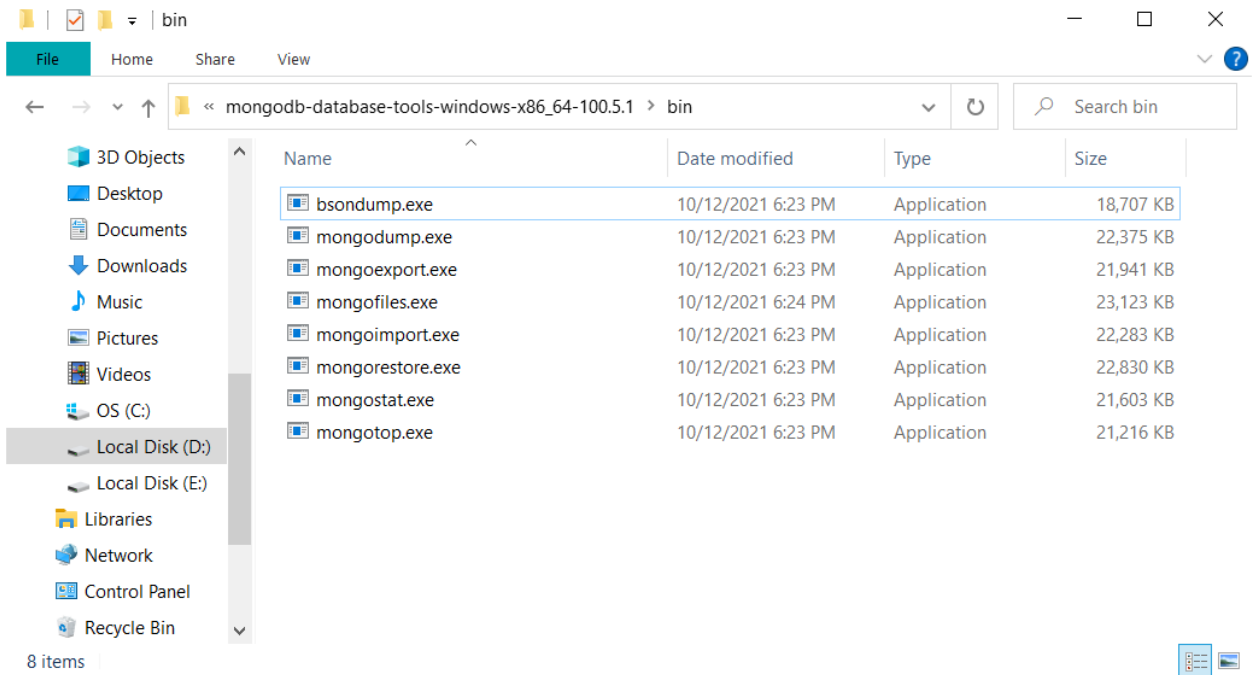 bin
File Home Share View
« mongodb-database-tools-windows-x86_64-100.5.1 > bin
Search bin
Name Date modified Type Size
3D Objects
Desktop
Documents
Downloads
Music
Pictures
Videos
OS (C:)
Local Disk (D:)
Local Disk (E:)
Libraries
Network
Control Panel
Recycle Bin
bsondump.exe 10/12/2021 6:23 PM Application 18,707 KB
mongodump.exe 10/12/2021 6:23 PM Application 22,375 KB
mongoexport.exe 10/12/2021 6:23 PM Application 21,941 KB
mongofiles.exe 10/12/2021 6:24 PM Application 23,123 KB
mongoimport.exe 10/12/2021 6:23 PM Application 22,283 KB
mongorestore.exe 10/12/2021 6:23 PM Application 22,830 KB
mongostat.exe 10/12/2021 6:23 PM Application 21,603 KB
mongotop.exe 10/12/2021 6:23 PM Application 21,216 KB
8 items